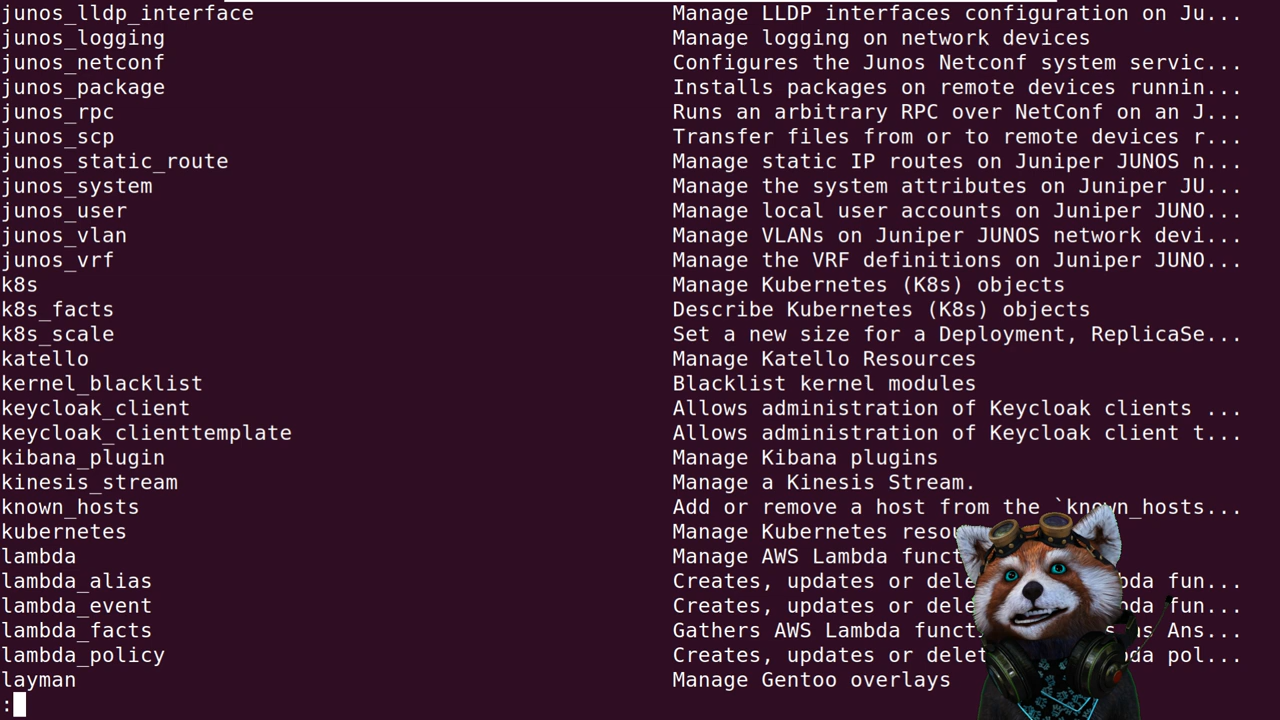 junos_lldp_interface Manage LLDP interfaces configuration on Ju...
junos_logging Manage logging on network devices
junos_netconf Configures the Junos Netconf system servic...
junos_package Installs packages on remote devices runnin...
junos_rpc Runs an arbitrary RPC over NetConf on an J...
junos_scp Transfer files from or to remote devices r...
junos_static_route Manage static IP routes on Juniper JUNOS n...
junos_system Manage the system attributes on Juniper JU...
junos_user Manage local user accounts on Juniper JUNO...
junos_vlan Manage VLANs on Juniper JUNOS network devi...
junos_vrf Manage the VRF definitions on Juniper JUNO...
k8s Manage Kubernetes (K8s) objects
k8s_facts Describe Kubernetes (K8s) objects
k8s_scale Set a new size for a Deployment, ReplicaSe...
katello Manage Katello Resources
kernel_blacklist Blacklist kernel modules
keycloak_client Allows administration of Keycloak clients ...
keycloak_clienttemplate Allows administration of Keycloak client t...
kibana_plugin Manage Kibana plugins
kinesis_stream Manage a Kinesis Stream.
known_hosts Add or remove a host from the `known_hosts...
kubernetes Manage Kubernetes
lambda Manage AWS Lambda
lambda_alias Creates, updates or fun...
lambda_event Creates, updates or fun...
lambda_facts Gathers AWS Lambda Ans...
lambda_policy Creates, updates or pol...
layman Manage Gentoo overlays
: